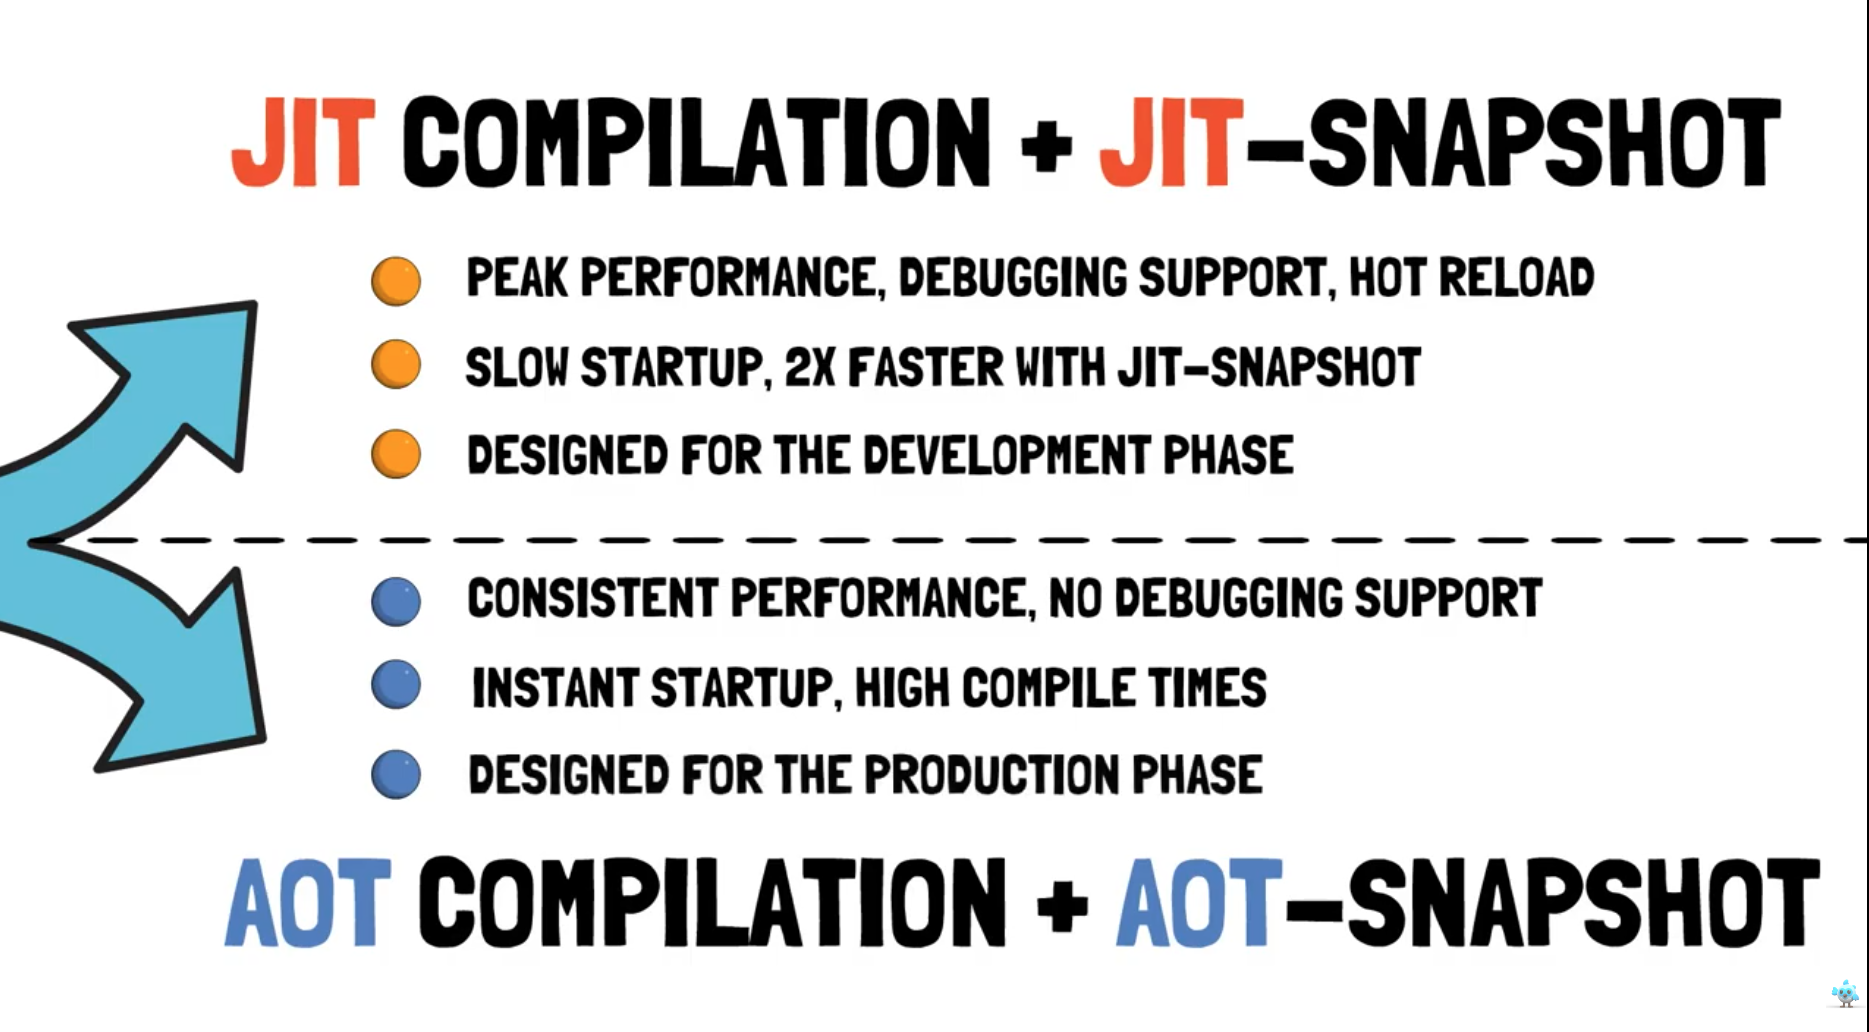 JIT COMPILATION + JIT-SNAPSHOT
PEAK PERFORMANCE, DEBUGGING SUPPORT, HOT RELOAD
SLOW STARTUP, 2X FASTER WITH JIT-SNAPSHOT
DESIGNED FOR THE DEVELOPMENT PHASE
CONSISTENT PERFORMANCE, NO DEBUGGING SUPPORT
INSTANT STARTUP, HIGH COMPILE TIMES
DESIGNED FOR THE PRODUCTION PHASE
AOT COMPILATION + AOT-SNAPSHOT